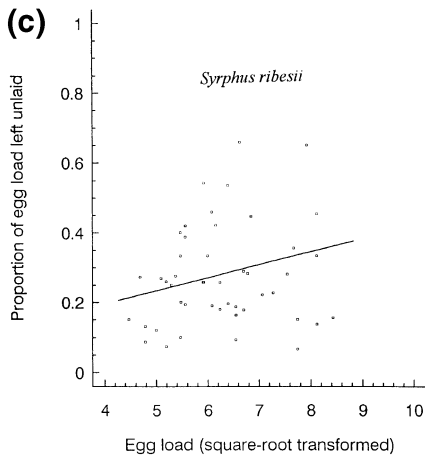 (c)
Syrphus ribesii
Proportion of egg load left unlaid
1
0.8
0.6
0.4
0.2
0
4 5 6 7 8 9 10
Egg load (square-root transformed)